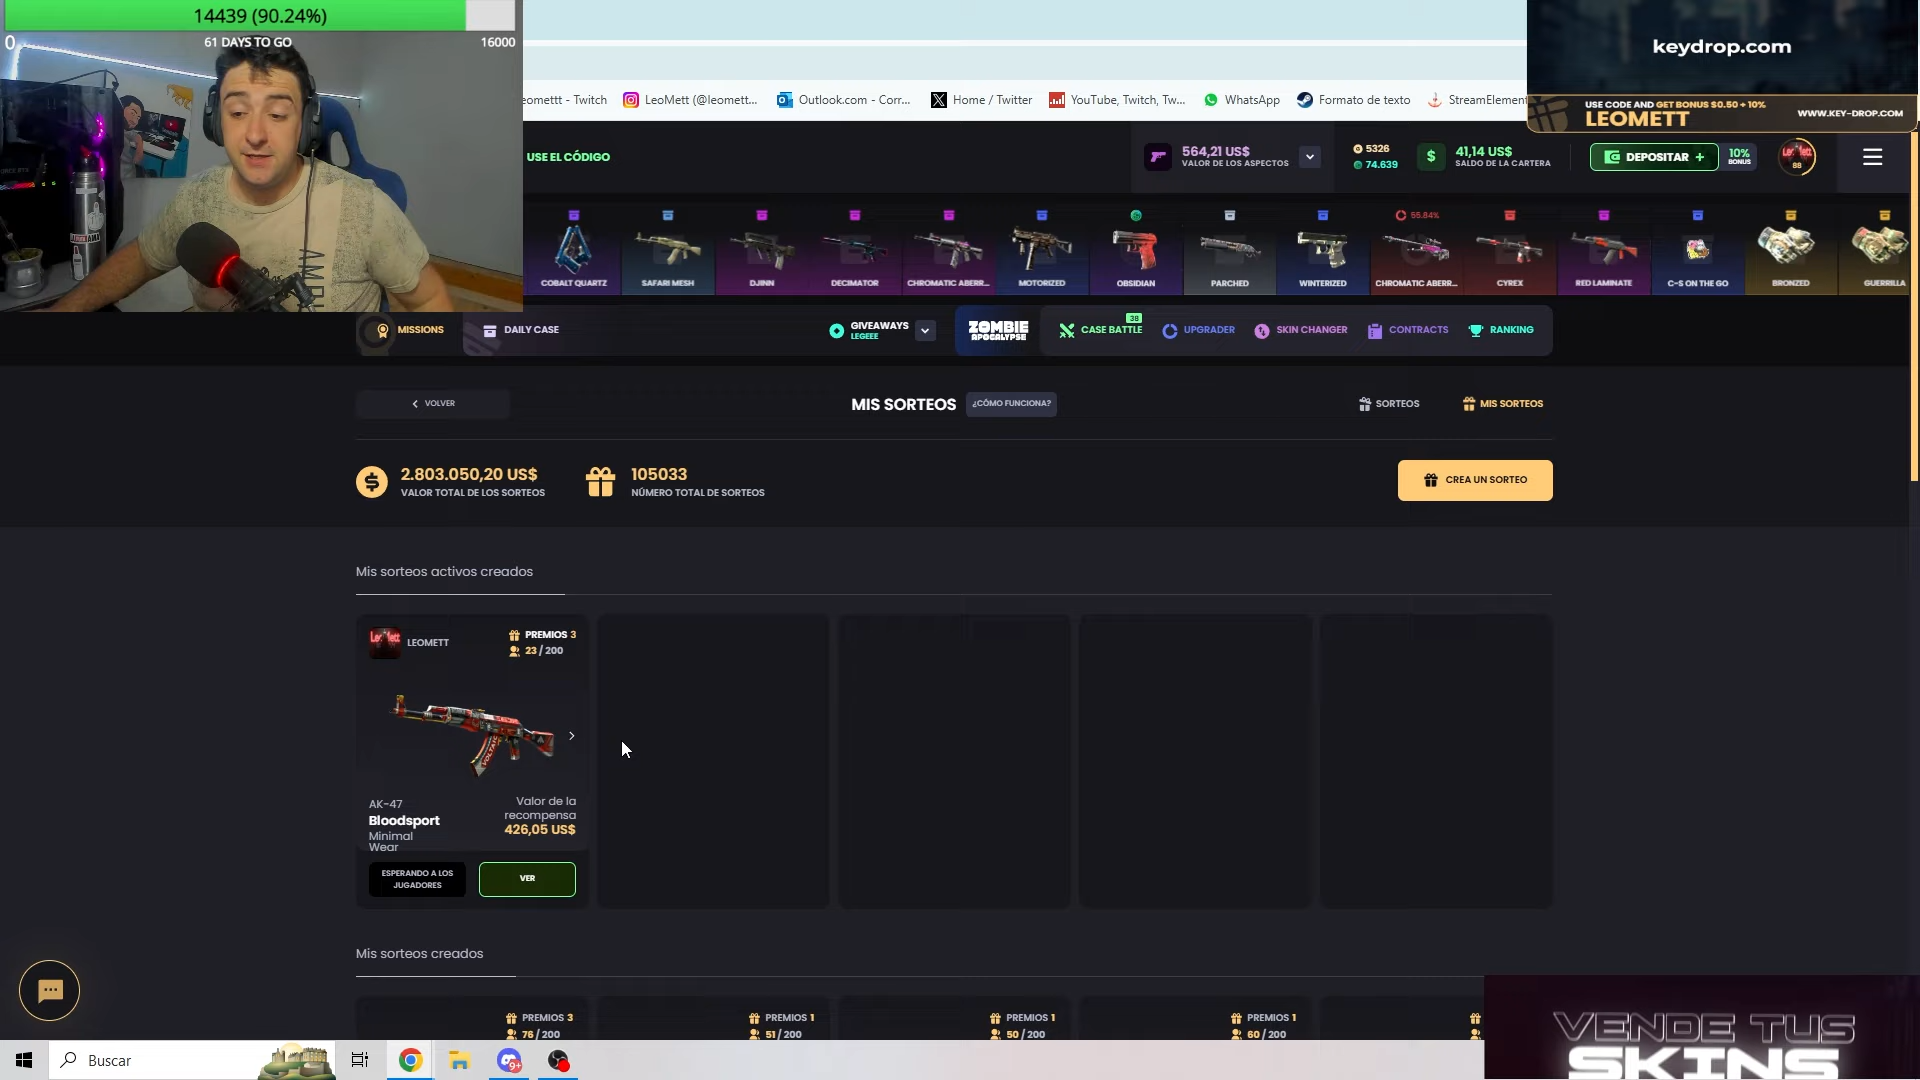 14439 (90.24%)
0
61 DAYS TO GO
16000
keydrop.com
USE CODE AND GET BONUS $0.50 + 10%
LEOMETT
WWW.KEY-DROP.COM
eomettt - Twitch
LeoMett (@leomett...
Outlook.com - Corr...
Home / Twitter
YouTube, Twitch, Tw...
WhatsApp
Formato de texto
StreamElement
USE EL CÓDIGO
564,21 US$
VALOR DE LOS ASPECTOS
5326
74.639
41,14 US$
SALDO DE LA CARTERA
DEPOSITAR +
10%
BONUS
88
55.84%
COBALT QUARTZ
SAFARI MESH
DJINN
DECIMATOR
CHROMATIC ABERR...
MOTORIZED
OBSIDIAN
PARCHED
WINTERIZED
CHROMATIC ABERR...
CYREX
RED LAMINATE
C-S ON THE GO
BRONZED
GUERRILLA
MISSIONS
DAILY CASE
GIVEAWAYS
LEGEEE
ZOMBIE
APOCALYPSE
38
CASE BATTLE
UPGRADER
SKIN CHANGER
CONTRACTS
RANKING
VOLVER
MIS SORTEOS
¿CÓMO FUNCIONA?
SORTEOS
MIS SORTEOS
2.803.050,20 US$
VALOR TOTAL DE LOS SORTEOS
105033
NÚMERO TOTAL DE SORTEOS
CREA UN SORTEO
Mis sorteos activos creados
LeoMett
LEOMETT
PREMIOS 3
23 / 200
AK-47
Bloodsport
Minimal
Wear
Valor de la
recompensa
426,05 US$
ESPERANDO A LOS
JUGADORES
VER
Mis sorteos creados
PREMIOS 3
76 / 200
PREMIOS 1
51 / 200
PREMIOS 1
50 / 200
PREMIOS 1
60 / 200
VENDE TUS
SKINS
Buscar
9+